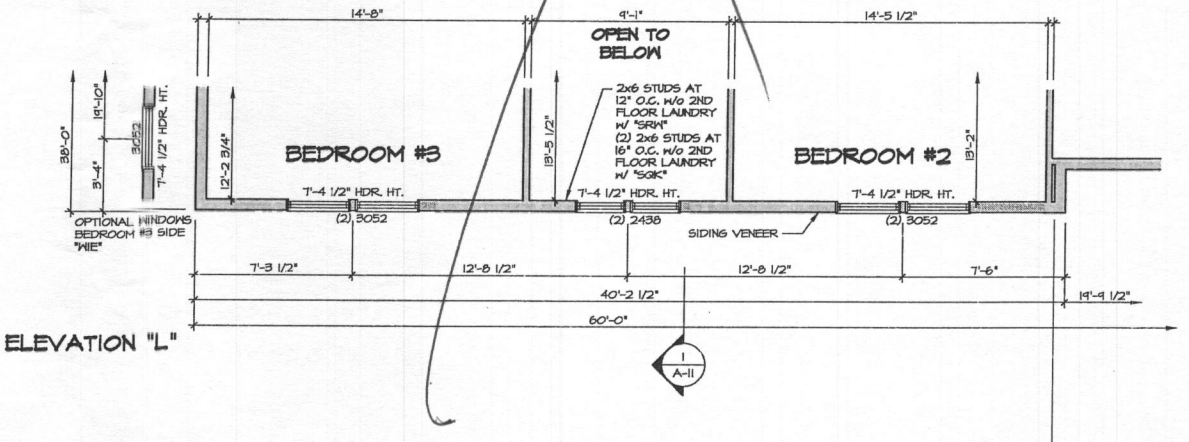 14'-8"
9'-1"
14'-5 1/2"
OPEN TO
BELOW
2x6 STUDS AT
12" O.C. W/o 2ND
FLOOR LAUNDRY
W/ "SRW"
(2) 2x6 STUDS AT
16" O.C. W/o 2ND
FLOOR LAUNDRY
W/ "SGK"
38'-0"
19'-10"
3'-4"
3052
7'-4 1/2" HDR. HT.
12'-2 3/4"
BEDROOM #3
13'-5 1/2"
BEDROOM #2
13'-2"
7'-4 1/2" HDR. HT.
7'-4 1/2" HDR. HT.
7'-4 1/2" HDR. HT.
(2) 3052
(2) 2438
(2) 3052
SIDING VENEER
OPTIONAL WINDOWS
BEDROOM #3 SIDE
"WIE"
7'-3 1/2"
12'-8 1/2"
12'-8 1/2"
7'-6"
40'-2 1/2"
19'-9 1/2"
60'-0"
ELEVATION "L"
1
A-11